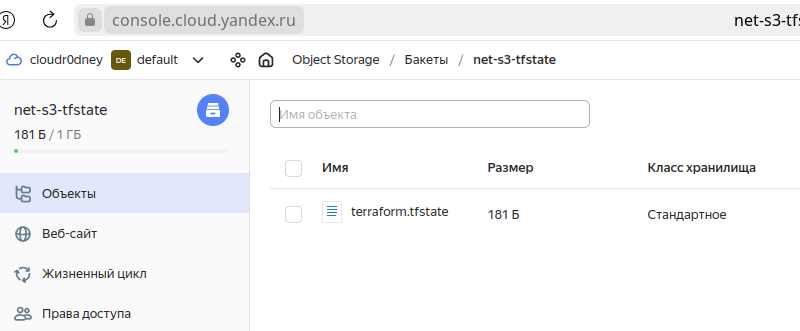 Я console.cloud.yandex.ru net-s3-tfs
cloudr0dney DE default Object Storage / Бакеты / net-s3-tfstate
net-s3-tfstate
181 Б / 1 ГБ
Объекты
Веб-сайт
Жизненный цикл
Права доступа
Имя объекта
Имя Размер Класс хранилища
terraform.tfstate 181 Б Стандартное